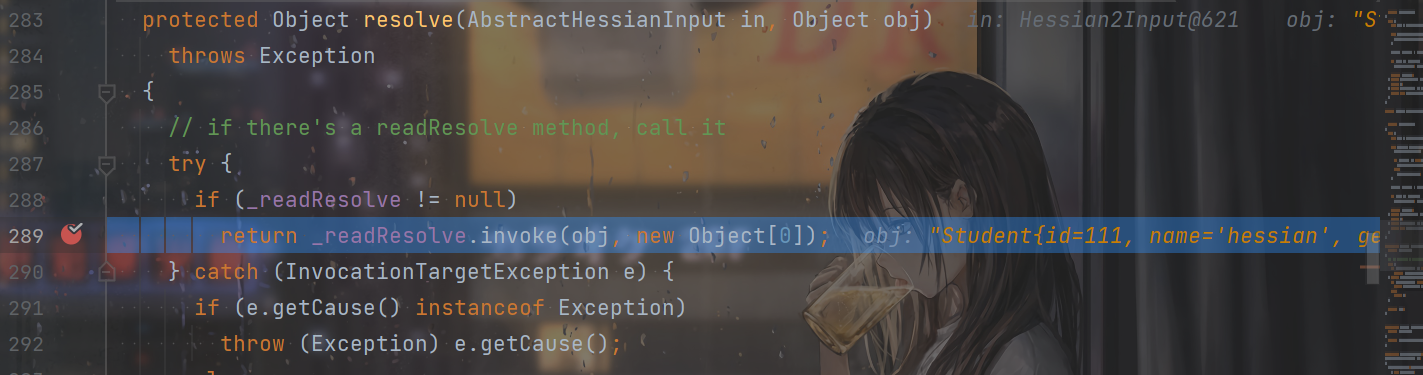 283 protected Object resolve(AbstractHessianInput in, Object obj) in: Hessian2Input@621 obj: "S
284 throws Exception
285 {
286 // if there's a readResolve method, call it
287 try {
288 if (_readResolve != null)
289 return _readResolve.invoke(obj, new Object[0]); obj: "Student{id=111, name='hessian', ge
290 } catch (InvocationTargetException e) {
291 if (e.getCause() instanceof Exception)
292 throw (Exception) e.getCause();